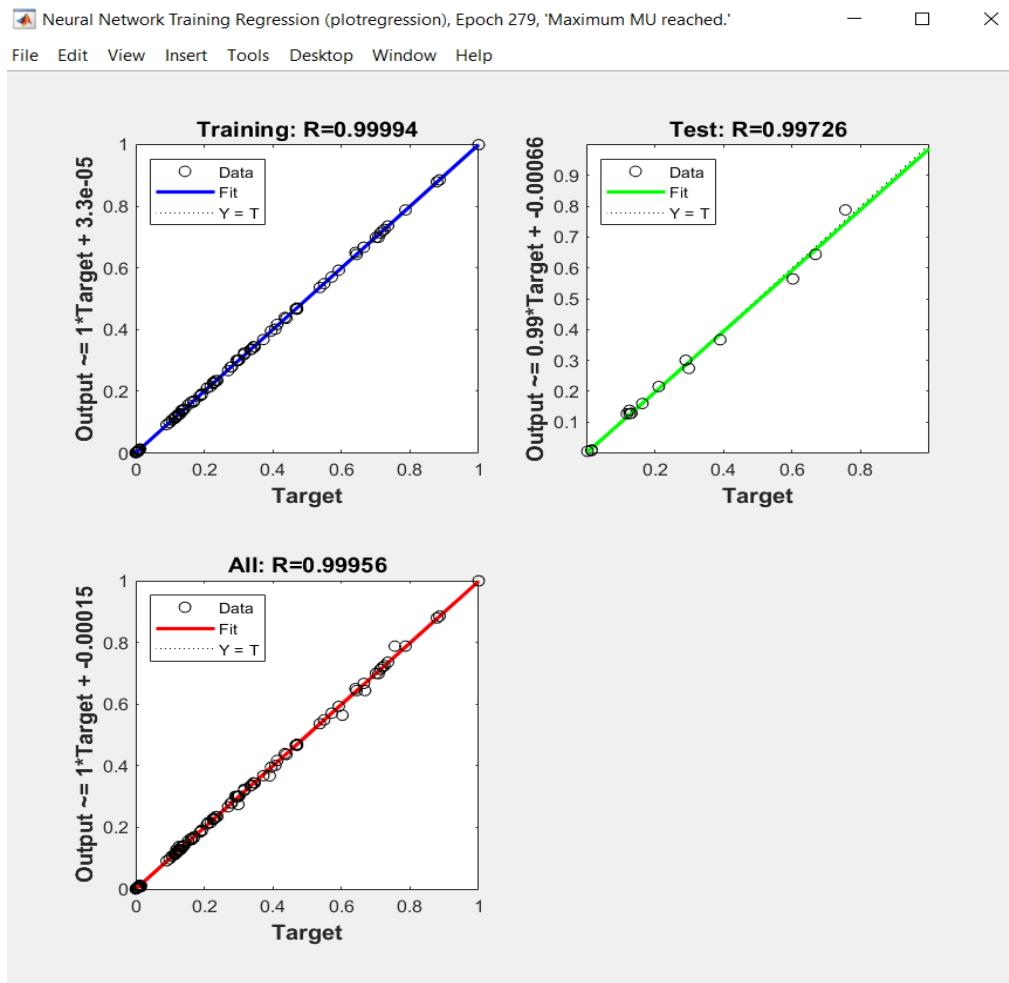 Neural Network Training Regression (plotregression), Epoch 279, 'Maximum MU reached.'
File Edit View Insert Tools Desktop Window Help
Training: R=0.99994
Output ~= 1*Target + 3.3e-05
1
0.8
0.6
0.4
0.2
0
Data
Fit
Y = T
0 0.2 0.4 0.6 0.8 1
Target
Test: R=0.99726
Output ~= 0.99*Target + -0.00066
0.9
0.8
0.7
0.6
0.5
0.4
0.3
0.2
0.1
Data
Fit
Y = T
0.2 0.4 0.6 0.8
Target
All: R=0.99956
Output ~= 1*Target + -0.00015
1
0.8
0.6
0.4
0.2
0
Data
Fit
Y = T
0 0.2 0.4 0.6 0.8 1
Target